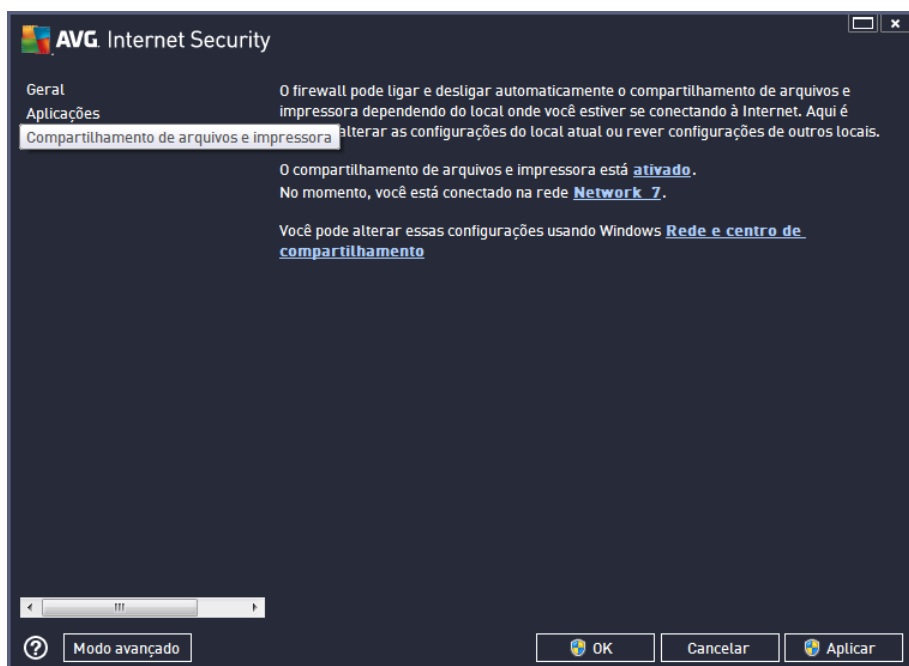 AVG. Internet Security
Geral
Aplicações
Compartilhamento de arquivos e impressora
O firewall pode ligar e desligar automaticamente o compartilhamento de arquivos e
impressora dependendo do local onde você estiver se conectando à Internet. Aqui é
alterar as configurações do local atual ou rever configurações de outros locais.
O compartilhamento de arquivos e impressora está ativado.
No momento, você está conectado na rede Network 7.
Você pode alterar essas configurações usando Windows Rede e centro de
compartilhamento
Modo avançado
OK
Cancelar
Aplicar